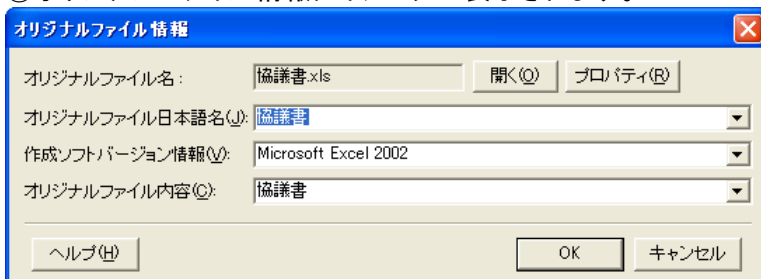 オリジナルファイル情報
オリジナルファイル名: 協議書.xls 開く(O) プロパティ(R)
オリジナルファイル日本語名(J): 協議書
作成ソフトバージョン情報(V): Microsoft Excel 2002
オリジナルファイル内容(C): 協議書
ヘルプ(H) OK キャンセル